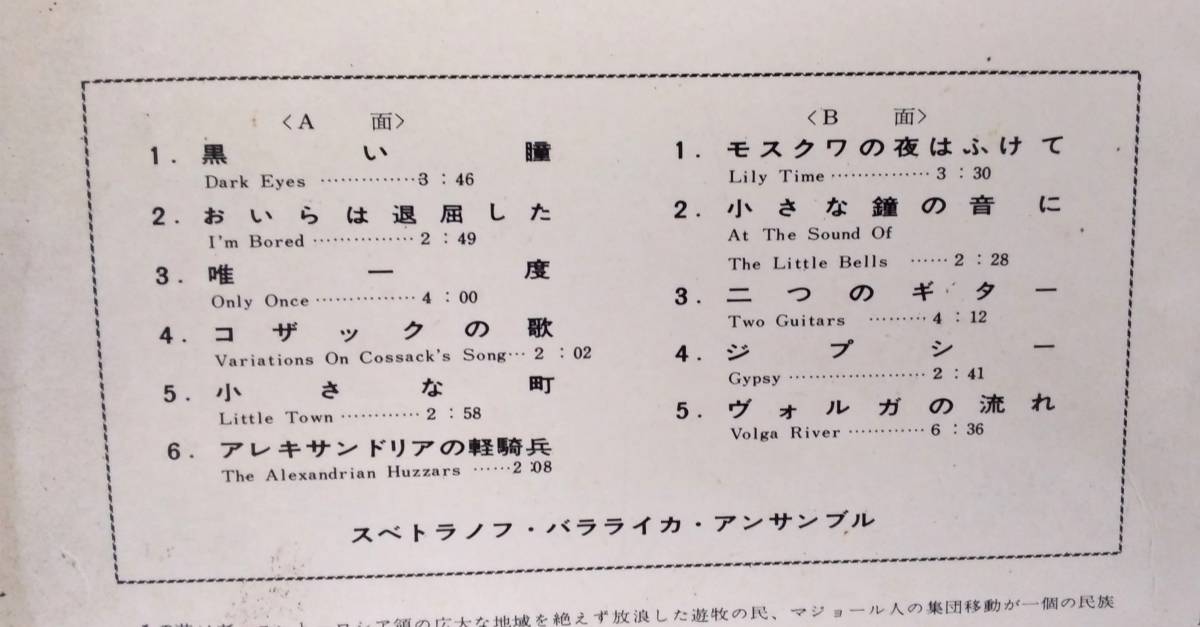 〈A 面〉
1. 黒い瞳
Dark Eyes ……………3：46
2. おいらは退屈した
I'm Bored ……………2：49
3. 唯一度
Only Once ……………4：00
4. コザックの歌
Variations On Cossack's Song…2：02
5. 小さな町
Little Town …………2：58
6. アレキサンドリアの軽騎兵
The Alexandrian Huzzars ……2：08
〈B 面〉
1. モスクワの夜はふけて
Lily Time ……………3：30
2. 小さな鐘の音に
At The Sound Of
The Little Bells ……2：28
3. 二つのギター
Two Guitars ………4：12
4. ジプシー
Gypsy …………………2：41
5. ヴォルガの流れ
Volga River …………6：36
スベトラノフ・バラライカ・アンサンブル
シア領の広大な地域を絶えず放浪した遊牧の民、マジョール人の集団移動が一個の民族